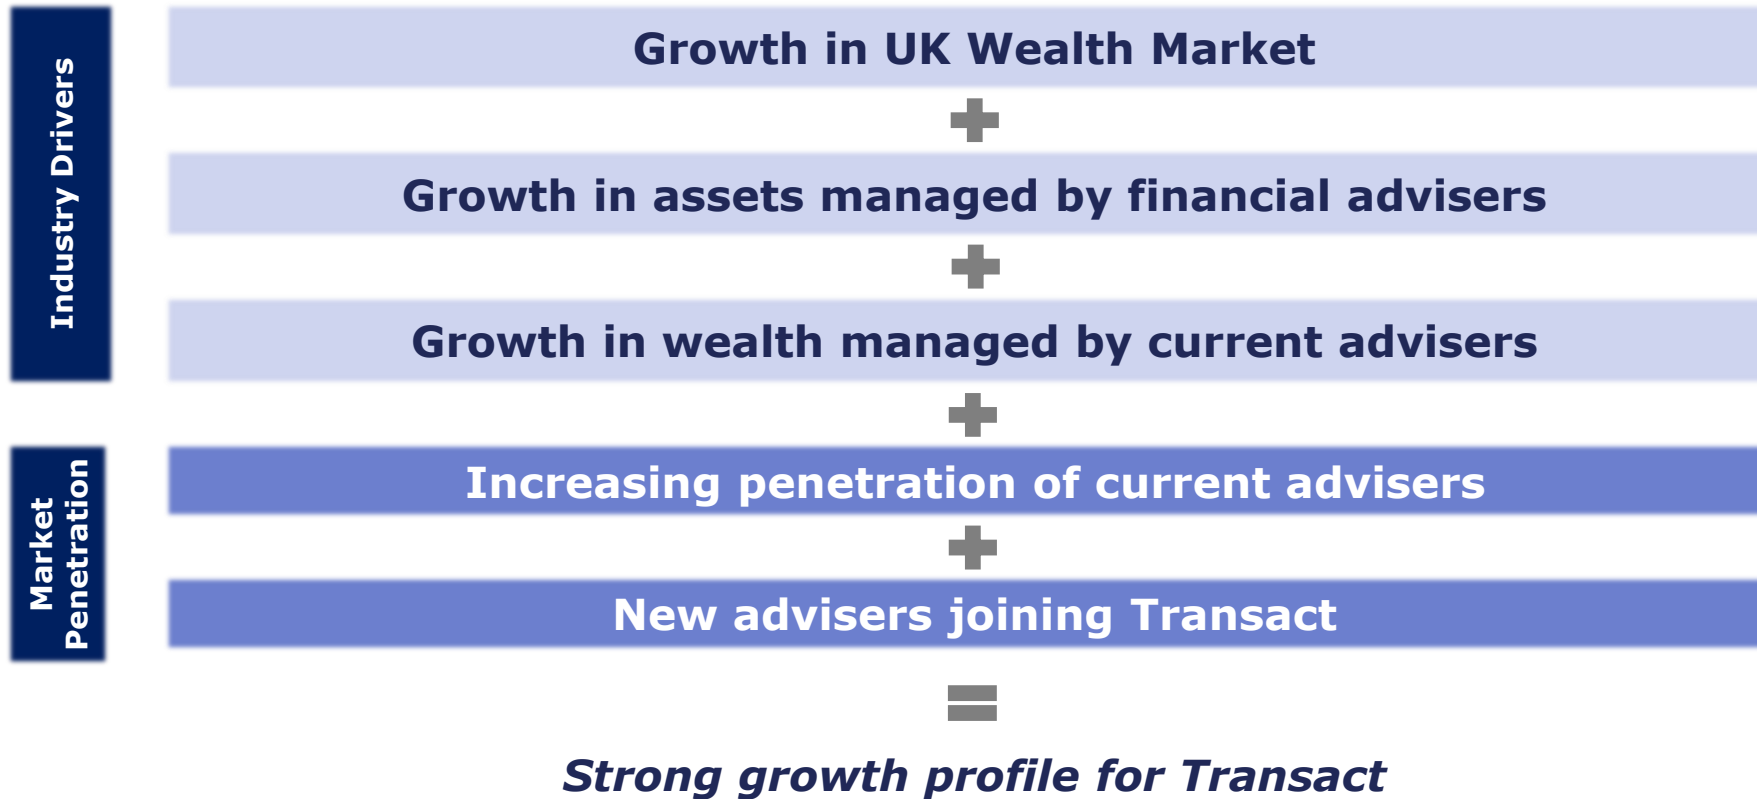 Industry Drivers
Growth in UK Wealth Market
Growth in assets managed by financial advisers
Growth in wealth managed by current advisers
Market
Penetration
Increasing penetration of current advisers
New advisers joining Transact
Strong growth profile for Transact